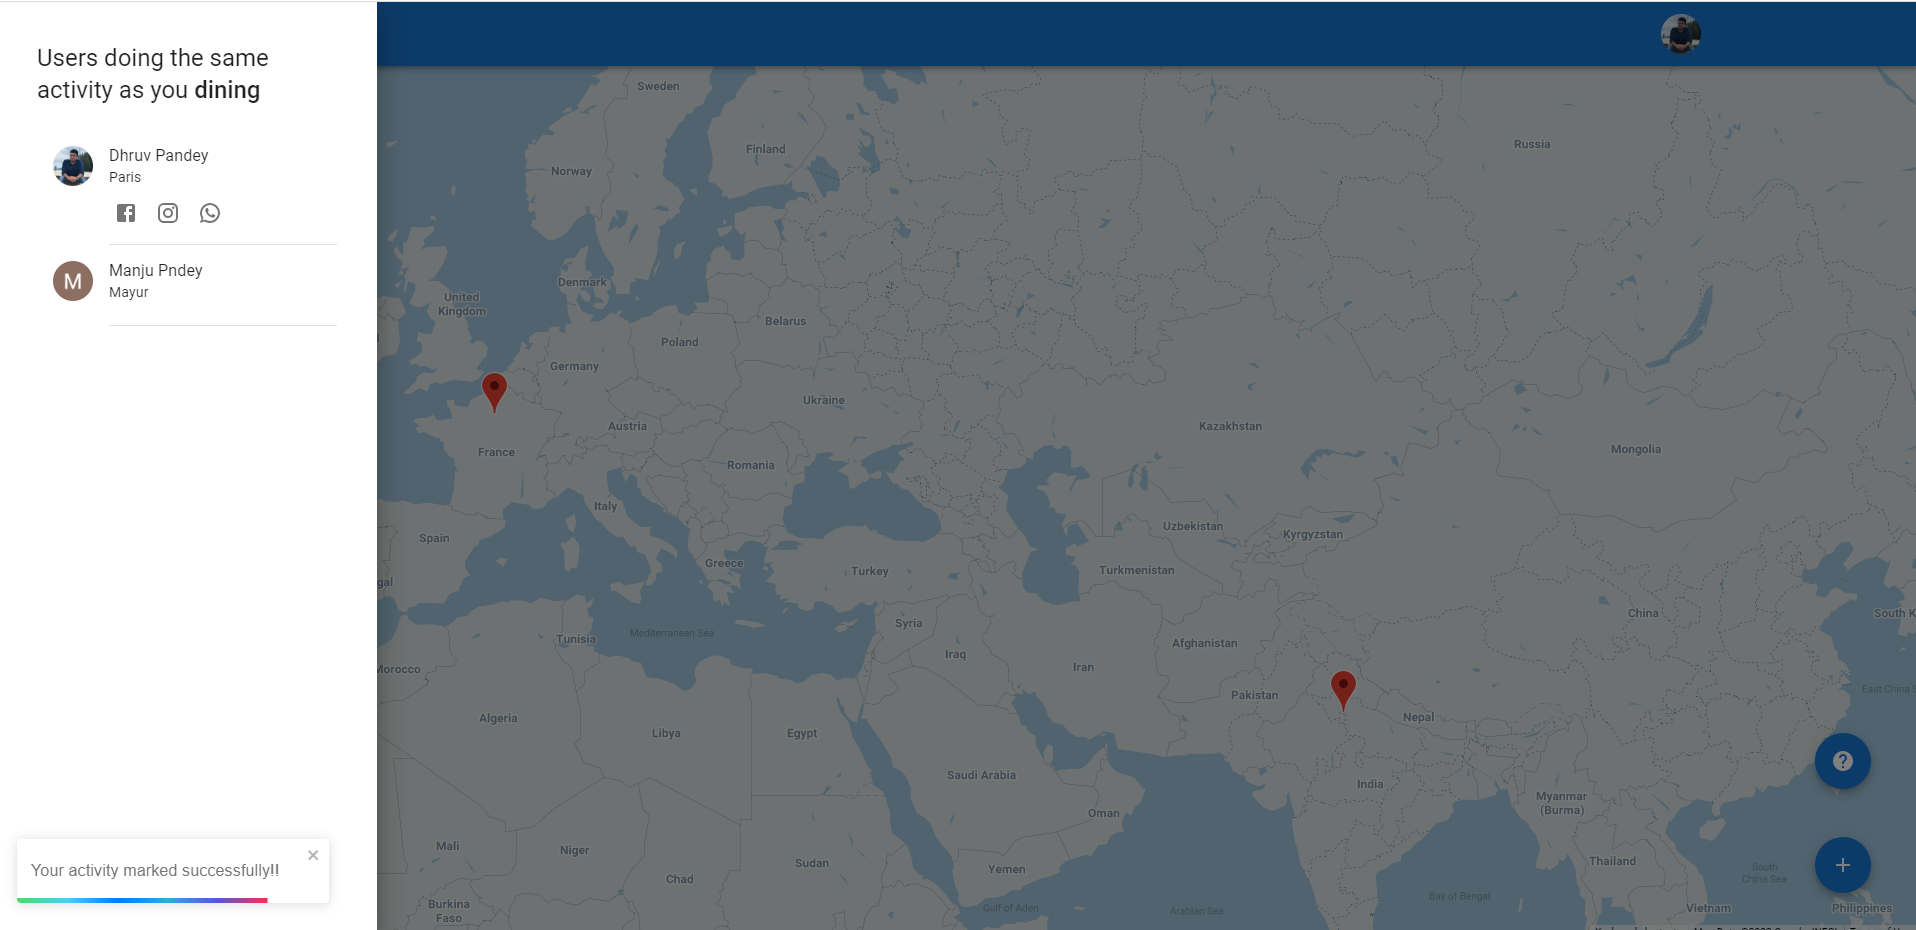 Users doing the same
activity as you dining
Dhruv Pandey
Paris
M
Manju Pndey
Mayur
Your activity marked successfully!!
Sweden
Finland
Norway
Russia
Denmark
United
Kingdom
Belarus
Poland
Germany
Ukraine
Austria
Kazakhstan
France
Romania
Mongolia
Italy
Spain
Uzbekistan
Kyrgyzstan
Greece
Turkey
Turkmenistan
gal
China
South K
Syria
Tunisia
Mediterranean Sea
Afghanistan
Iraq
Iran
Morocco
Pakistan
East China S
Algeria
Nepal
Libya
Egypt
Saudi Arabia
India
Myanmar
(Burma)
Oman
Mali
Niger
Sudan
Yemen
Thailand
South
China Sea
Chad
Burkina
Faso
Gulf of Aden
Arabian Sea
Bay of Bengal
Vietnam
Philippines